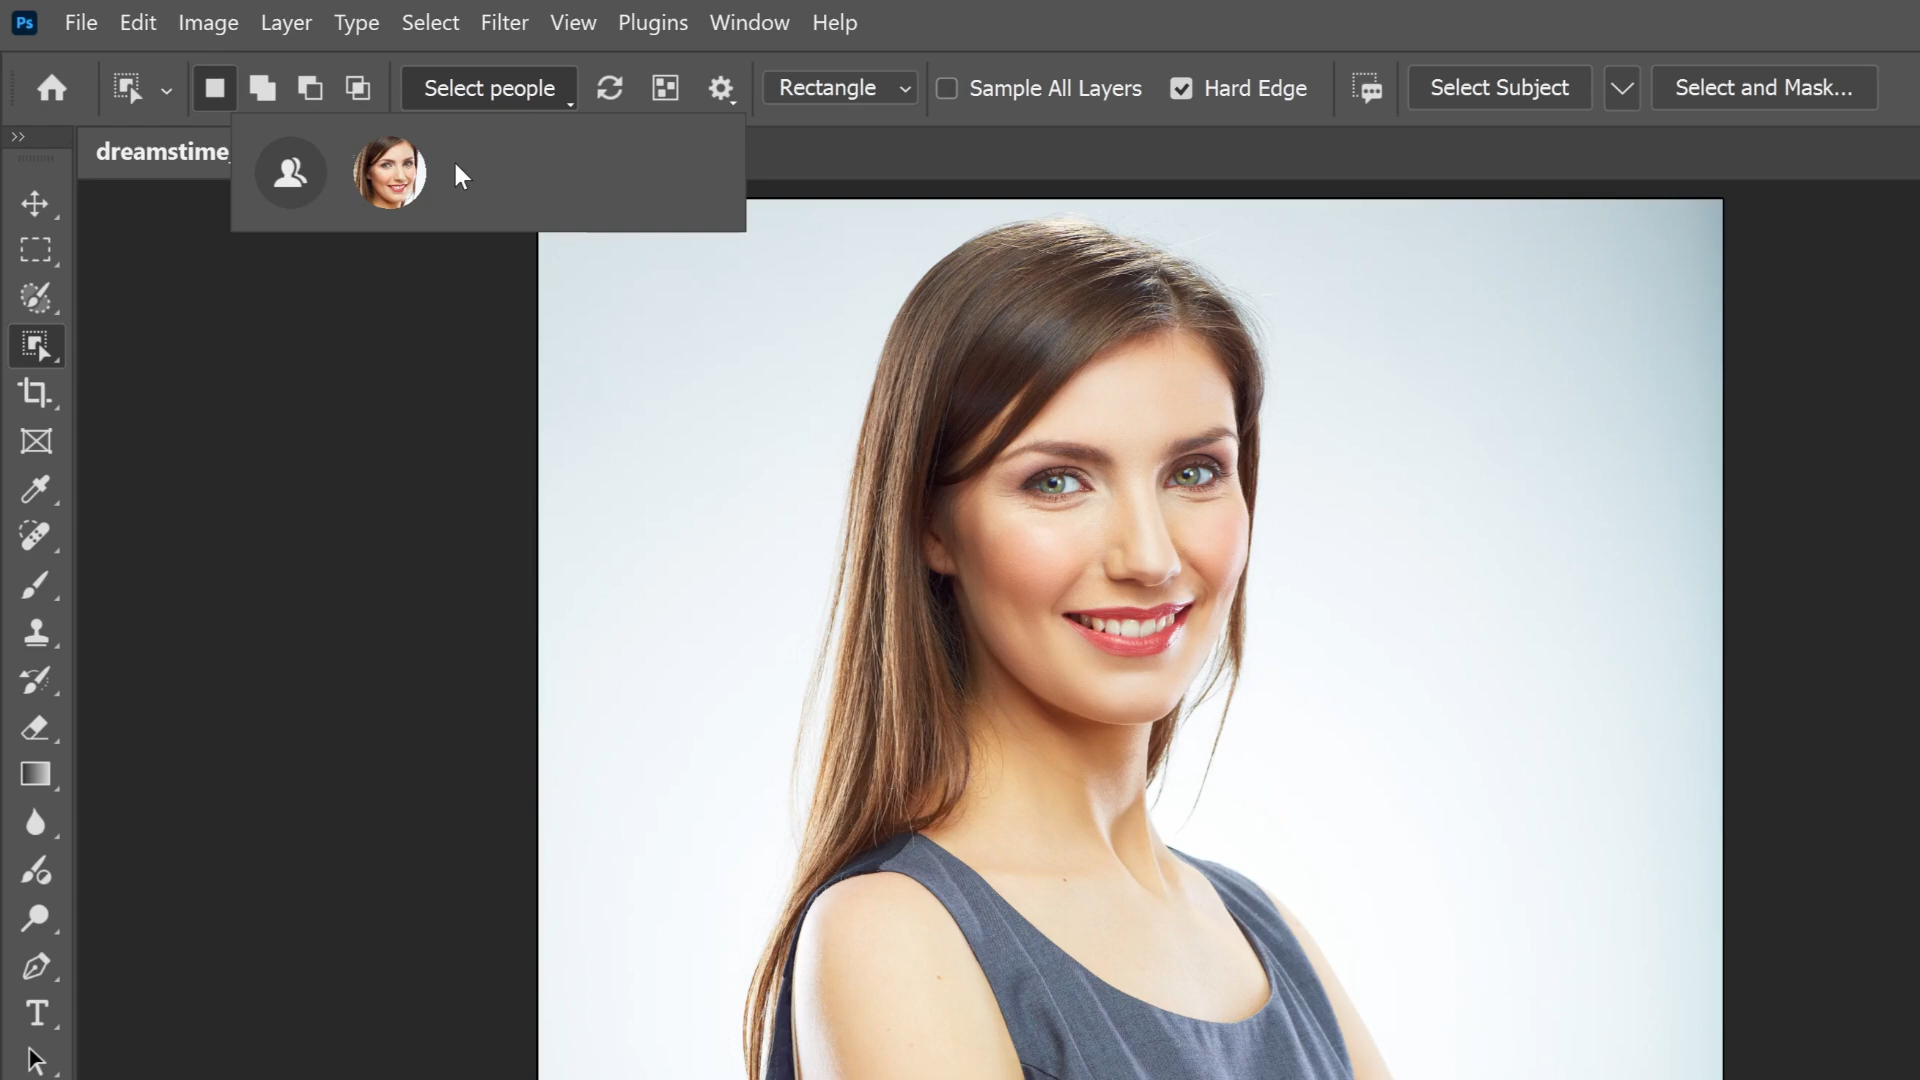 Ps File Edit Image Layer Type Select Filter View Plugins Window Help
Select people Rectangle Sample All Layers Hard Edge Select Subject Select and Mask...
dreamstime_